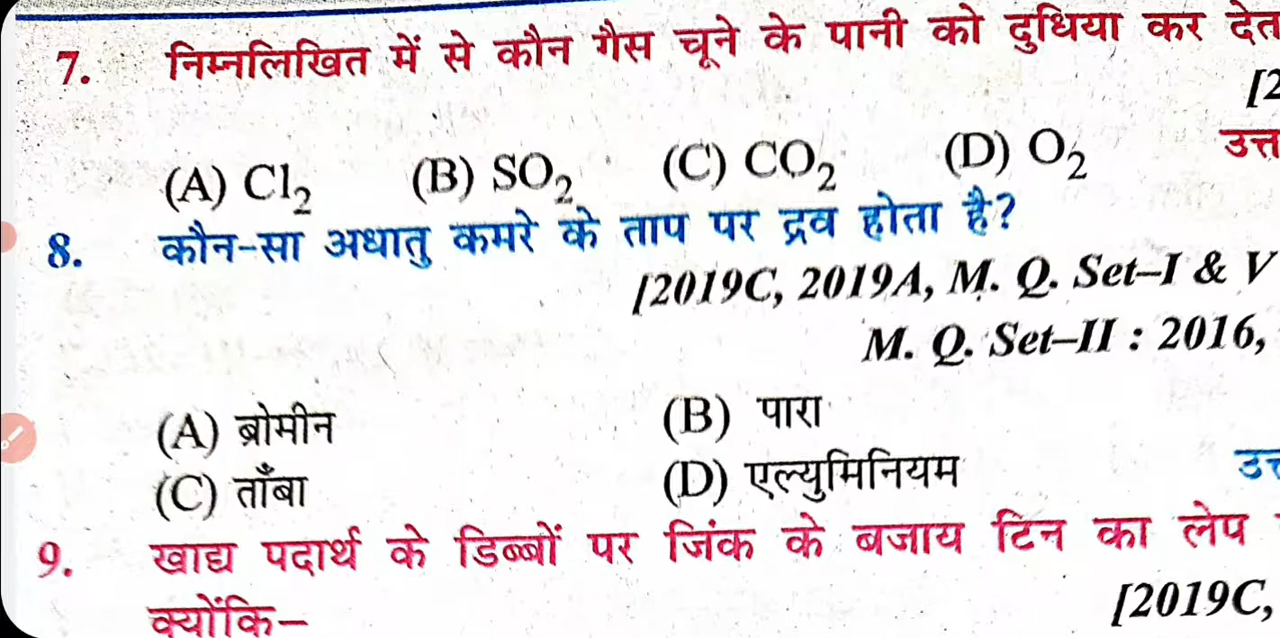 7. निम्नलिखित में से कौन गैस चूने के पानी को दुधिया कर देत
[2
(A) Cl₂ (B) SO₂ (C) CO₂ (D) O₂ उत्त
8. कौन-सा अधातु कमरे के ताप पर द्रव होता है?
[2019C, 2019A, M. Q. Set–I & V
M. Q. Set–II : 2016,
(A) ब्रोमीन (B) पारा
(C) ताँबा (D) एल्युमिनियम उत्त
9. खाद्य पदार्थ के डिब्बों पर जिंक के बजाय टिन का लेप
क्योंकि– [2019C,